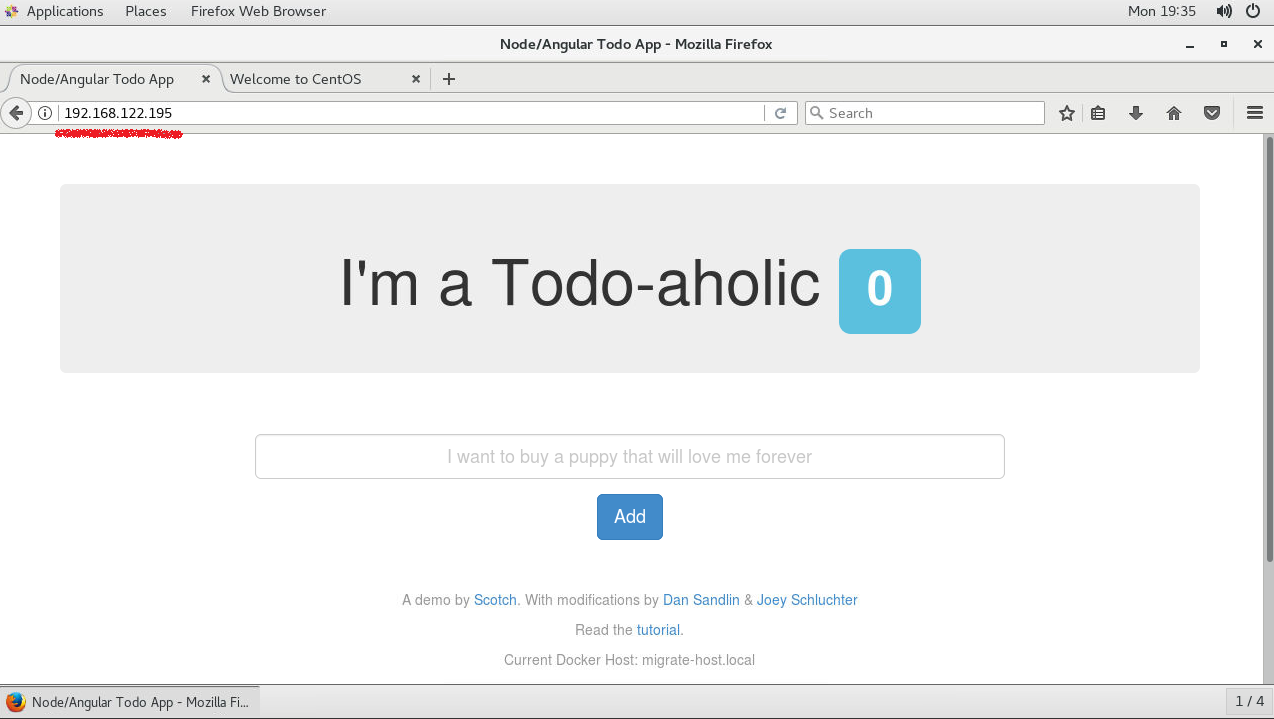 Applications Places Firefox Web Browser Mon 19:35
Node/Angular Todo App - Mozilla Firefox
Node/Angular Todo App Welcome to CentOS
192.168.122.195 Search
I'm a Todo-aholic 0
I want to buy a puppy that will love me forever
Add
A demo by Scotch. With modifications by Dan Sandlin & Joey Schluchter
Read the tutorial.
Current Docker Host: migrate-host.local
Node/Angular Todo App - Mozilla Fi... 1 / 4